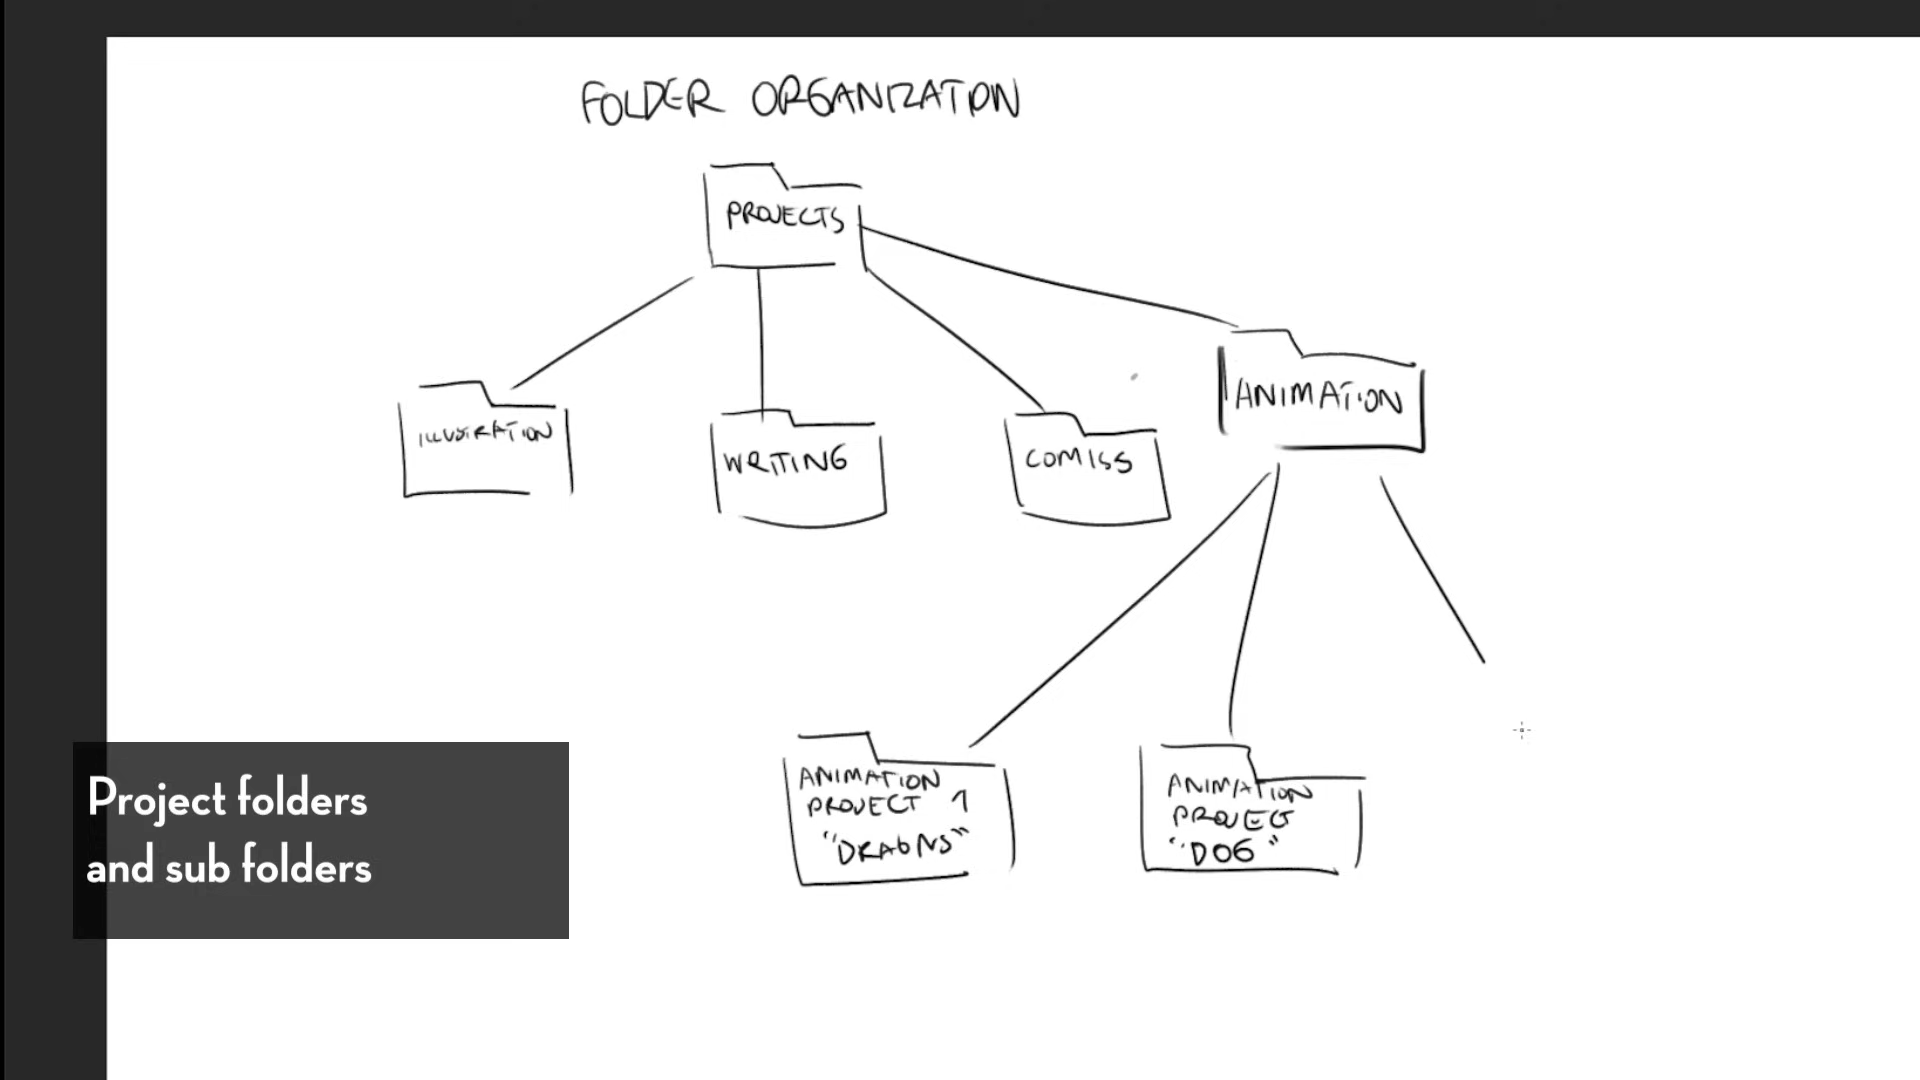 FOLDER ORGANIZATION
PROJECTS
ILLUSTRATION
WRITING
COMISS
ANIMATION
ANIMATION
PROJECT 1
"DRAGONS"
ANIMATION
PROJECT
"DOG"
Project folders
and sub folders